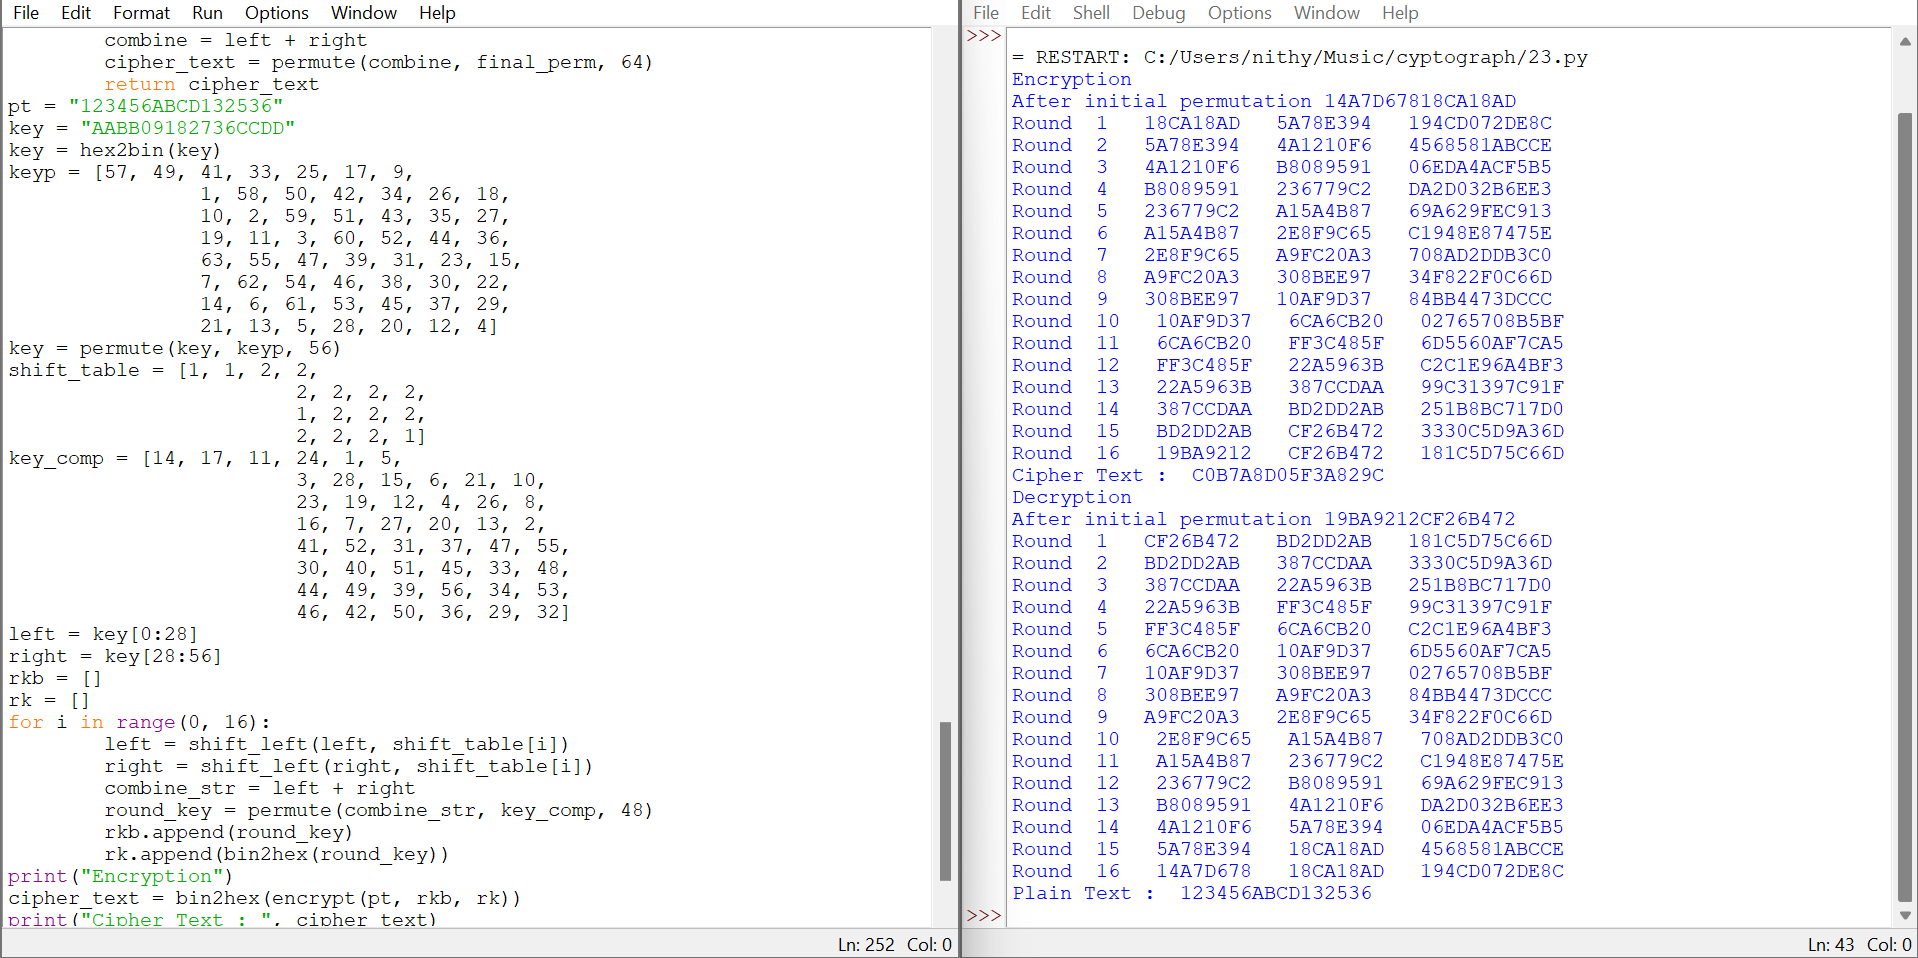 File Edit Format Run Options Window Help
        combine = left + right
        cipher_text = permute(combine, final_perm, 64)
        return cipher_text
pt = "123456ABCD132536"
key = "AABB09182736CCDD"
key = hex2bin(key)
keyp = [57, 49, 41, 33, 25, 17, 9,
                1, 58, 50, 42, 34, 26, 18,
                10, 2, 59, 51, 43, 35, 27,
                19, 11, 3, 60, 52, 44, 36,
                63, 55, 47, 39, 31, 23, 15,
                7, 62, 54, 46, 38, 30, 22,
                14, 6, 61, 53, 45, 37, 29,
                21, 13, 5, 28, 20, 12, 4]
key = permute(key, keyp, 56)
shift_table = [1, 1, 2, 2,
                        2, 2, 2, 2,
                        1, 2, 2, 2,
                        2, 2, 2, 1]
key_comp = [14, 17, 11, 24, 1, 5,
                        3, 28, 15, 6, 21, 10,
                        23, 19, 12, 4, 26, 8,
                        16, 7, 27, 20, 13, 2,
                        41, 52, 31, 37, 47, 55,
                        30, 40, 51, 45, 33, 48,
                        44, 49, 39, 56, 34, 53,
                        46, 42, 50, 36, 29, 32]
left = key[0:28]
right = key[28:56]
rkb = []
rk = []
for i in range(0, 16):
        left = shift_left(left, shift_table[i])
        right = shift_left(right, shift_table[i])
        combine_str = left + right
        round_key = permute(combine_str, key_comp, 48)
        rkb.append(round_key)
        rk.append(bin2hex(round_key))
print("Encryption")
cipher_text = bin2hex(encrypt(pt, rkb, rk))
print("Cipher Text : ", cipher_text)
Ln: 252 Col: 0
File Edit Shell Debug Options Window Help
>>>
= RESTART: C:/Users/nithy/Music/cyptograph/23.py
Encryption
After initial permutation 14A7D67818CA18AD
Round  1   18CA18AD   5A78E394   194CD072DE8C
Round  2   5A78E394   4A1210F6   4568581ABCCE
Round  3   4A1210F6   B8089591   06EDA4ACF5B5
Round  4   B8089591   236779C2   DA2D032B6EE3
Round  5   236779C2   A15A4B87   69A629FEC913
Round  6   A15A4B87   2E8F9C65   C1948E87475E
Round  7   2E8F9C65   A9FC20A3   708AD2DDB3C0
Round  8   A9FC20A3   308BEE97   34F822F0C66D
Round  9   308BEE97   10AF9D37   84BB4473DCCC
Round  10   10AF9D37   6CA6CB20   02765708B5BF
Round  11   6CA6CB20   FF3C485F   6D5560AF7CA5
Round  12   FF3C485F   22A5963B   C2C1E96A4BF3
Round  13   22A5963B   387CCDAA   99C31397C91F
Round  14   387CCDAA   BD2DD2AB   251B8BC717D0
Round  15   BD2DD2AB   CF26B472   3330C5D9A36D
Round  16   19BA9212   CF26B472   181C5D75C66D
Cipher Text :  C0B7A8D05F3A829C
Decryption
After initial permutation 19BA9212CF26B472
Round  1   CF26B472   BD2DD2AB   181C5D75C66D
Round  2   BD2DD2AB   387CCDAA   3330C5D9A36D
Round  3   387CCDAA   22A5963B   251B8BC717D0
Round  4   22A5963B   FF3C485F   99C31397C91F
Round  5   FF3C485F   6CA6CB20   C2C1E96A4BF3
Round  6   6CA6CB20   10AF9D37   6D5560AF7CA5
Round  7   10AF9D37   308BEE97   02765708B5BF
Round  8   308BEE97   A9FC20A3   84BB4473DCCC
Round  9   A9FC20A3   2E8F9C65   34F822F0C66D
Round  10   2E8F9C65   A15A4B87   708AD2DDB3C0
Round  11   A15A4B87   236779C2   C1948E87475E
Round  12   236779C2   B8089591   69A629FEC913
Round  13   B8089591   4A1210F6   DA2D032B6EE3
Round  14   4A1210F6   5A78E394   06EDA4ACF5B5
Round  15   5A78E394   18CA18AD   4568581ABCCE
Round  16   14A7D678   18CA18AD   194CD072DE8C
Plain Text :  123456ABCD132536
>>>
Ln: 43 Col: 0